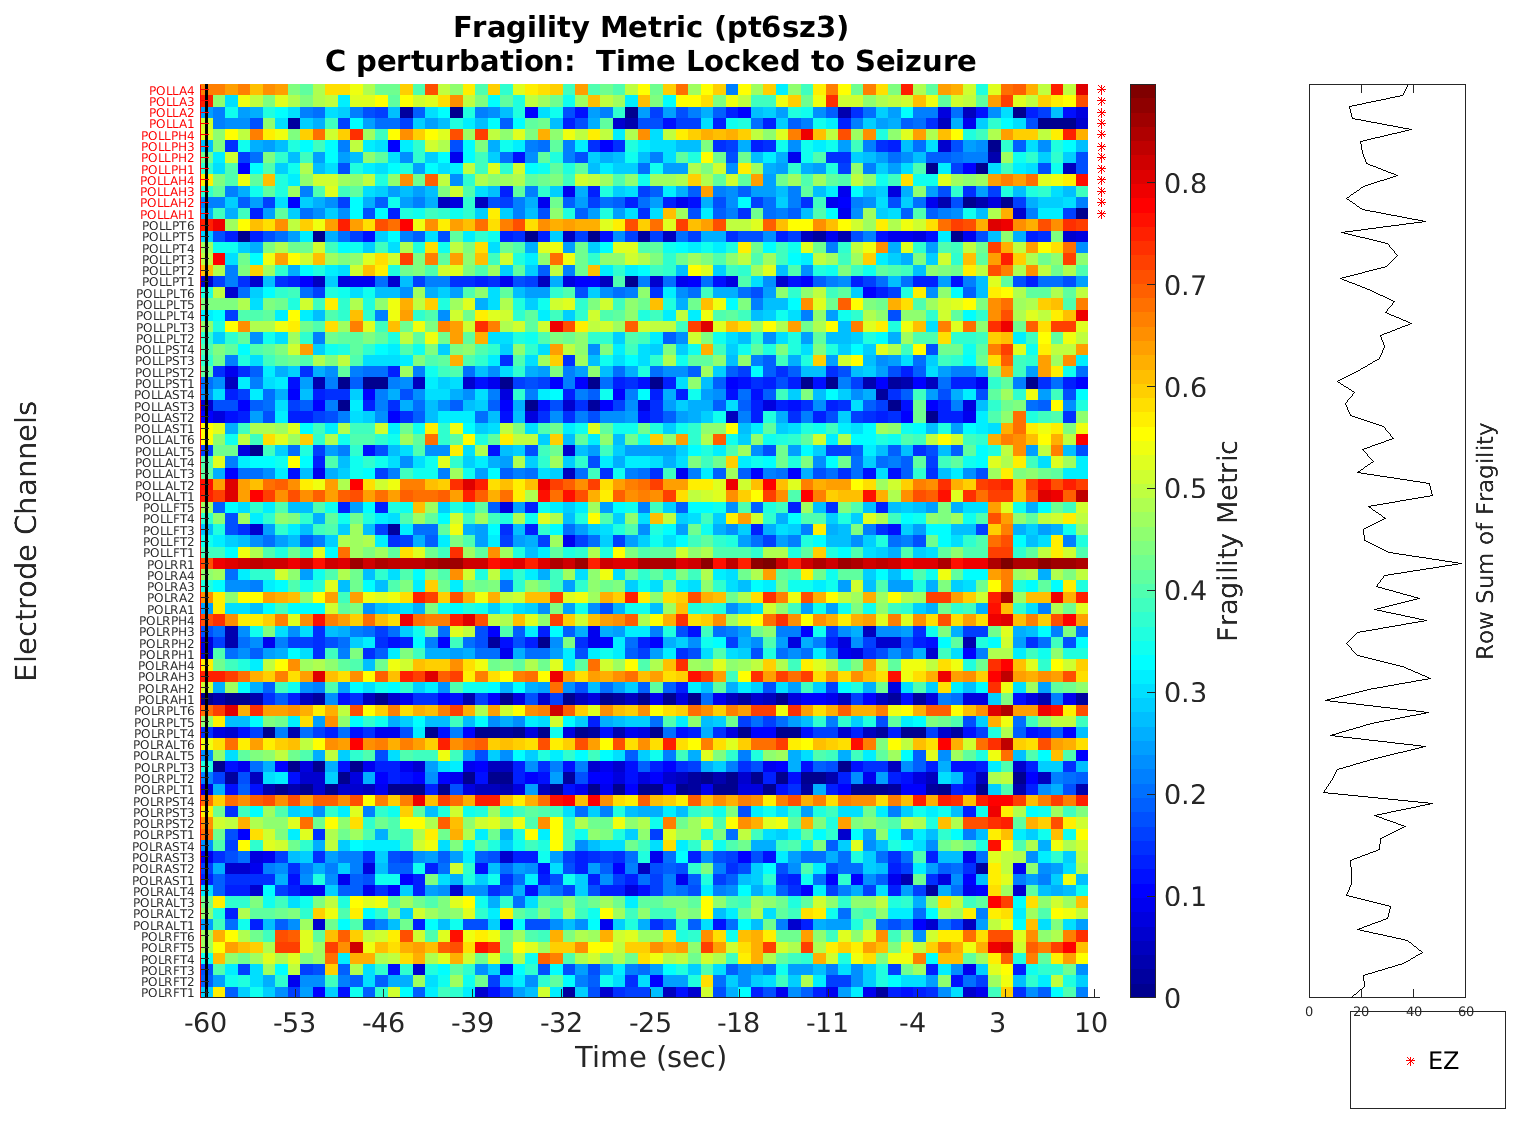 Fragility Metric (pt6sz3)
C perturbation:  Time Locked to Seizure
Electrode Channels
POLLA4
POLLA3
POLLA2
POLLA1
POLLPH4
POLLPH3
POLLPH2
POLLPH1
POLLAH4
POLLAH3
POLLAH2
POLLAH1
POLLPT6
POLLPT5
POLLPT4
POLLPT3
POLLPT2
POLLPT1
POLLPLT6
POLLPLT5
POLLPLT4
POLLPLT3
POLLPLT2
POLLPST4
POLLPST3
POLLPST2
POLLPST1
POLLAST4
POLLAST3
POLLAST2
POLLAST1
POLLALT6
POLLALT5
POLLALT4
POLLALT3
POLLALT2
POLLALT1
POLLFT5
POLLFT4
POLLFT3
POLLFT2
POLLFT1
POLRR1
POLRA4
POLRA3
POLRA2
POLRA1
POLRPH4
POLRPH3
POLRPH2
POLRPH1
POLRAH4
POLRAH3
POLRAH2
POLRAH1
POLRPLT6
POLRPLT5
POLRPLT4
POLRALT6
POLRALT5
POLRPLT3
POLRPLT2
POLRPLT1
POLRPST4
POLRPST3
POLRPST2
POLRPST1
POLRAST4
POLRAST3
POLRAST2
POLRAST1
POLRALT4
POLRALT3
POLRALT2
POLRALT1
POLRFT6
POLRFT5
POLRFT4
POLRFT3
POLRFT2
POLRFT1
-60 -53 -46 -39 -32 -25 -18 -11 -4 3 10
Time (sec)
0.8
0.7
0.6
0.5
0.4
0.3
0.2
0.1
0
Fragility Metric
0 20 40 60
Row Sum of Fragility
EZ